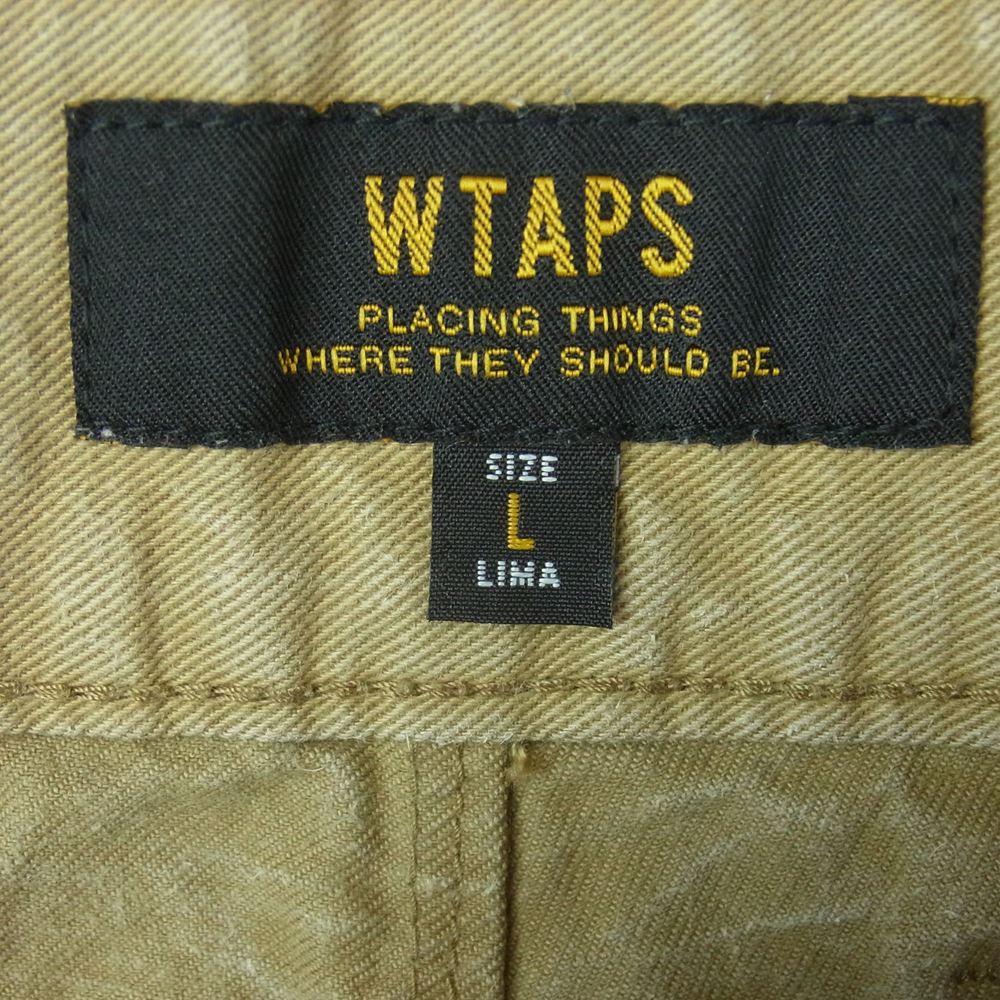 WTAPS
PLACING THINGS
WHERE THEY SHOULD BE.
SIZE
L
LIMA